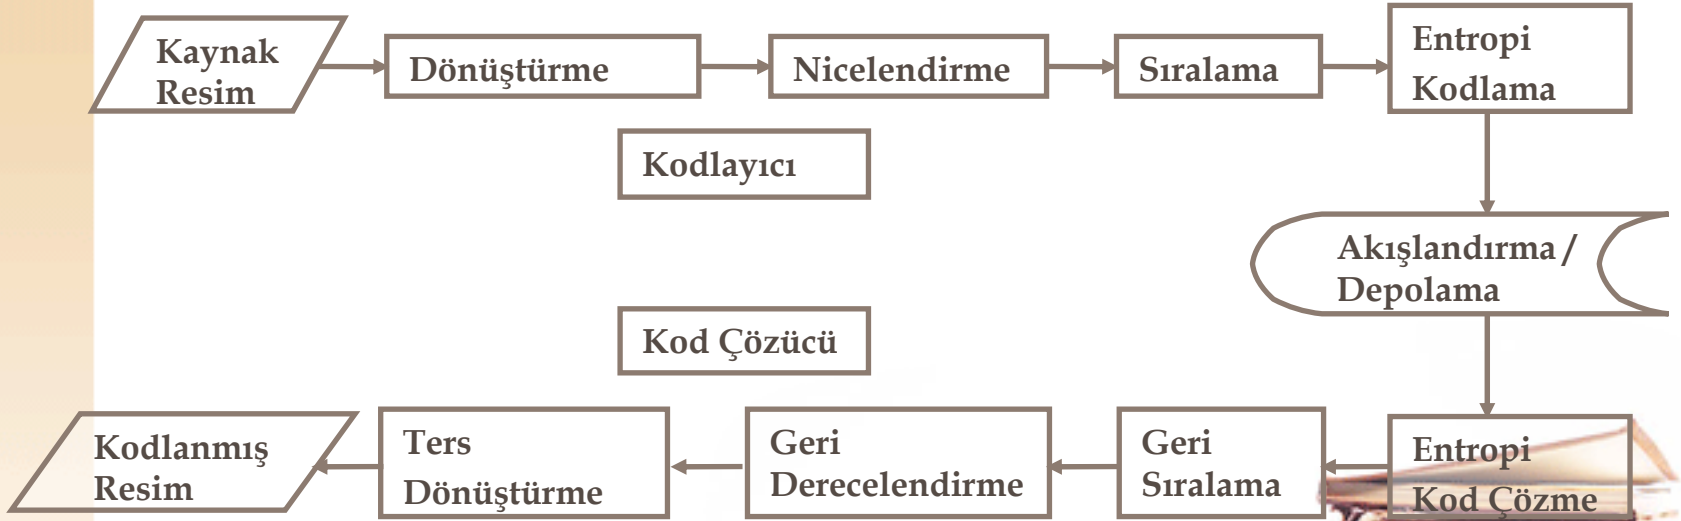 Kaynak
Resim
Dönüştürme
Nicelendirme
Sıralama
Entropi
Kodlama
Kodlayıcı
Akışlandırma /
Depolama
Kod Çözücü
Kodlanmış
Resim
Ters
Dönüştürme
Geri
Derecelendirme
Geri
Sıralama
Entropi
Kod Çözme